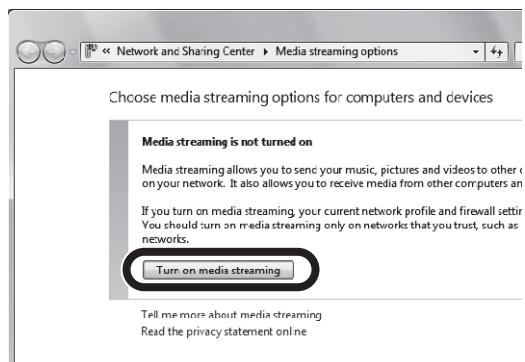 « Network and Sharing Center ▸ Media streaming options
Choose media streaming options for computers and devices
Media streaming is not turned on
Media streaming allows you to send your music, pictures and videos to other
on your network. It also allows you to receive media from other computers
If you turn on media streaming, your current network profile and firewall
You should turn on media streaming only on networks that you trust, such as
networks.
Turn on media streaming
Tell me more about media streaming
Read the privacy statement online